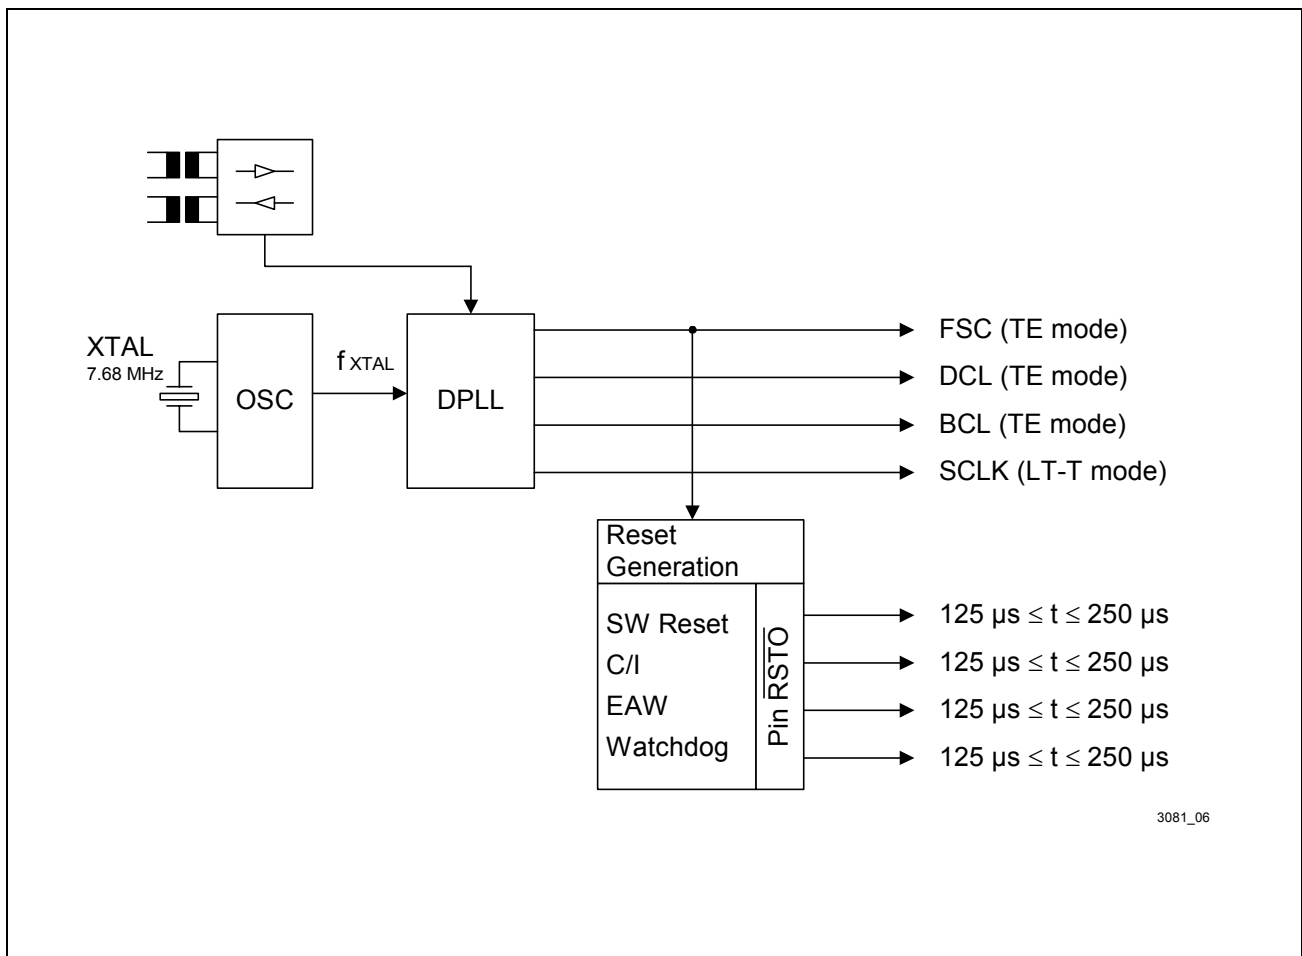 XTAL
7.68 MHz
OSC
f XTAL
DPLL
FSC (TE mode)
DCL (TE mode)
BCL (TE mode)
SCLK (LT-T mode)
Reset
Generation
SW Reset
C/I
EAW
Watchdog
Pin R̅S̅T̅O̅
125 µs ≤ t ≤ 250 µs
125 µs ≤ t ≤ 250 µs
125 µs ≤ t ≤ 250 µs
125 µs ≤ t ≤ 250 µs
3081_06